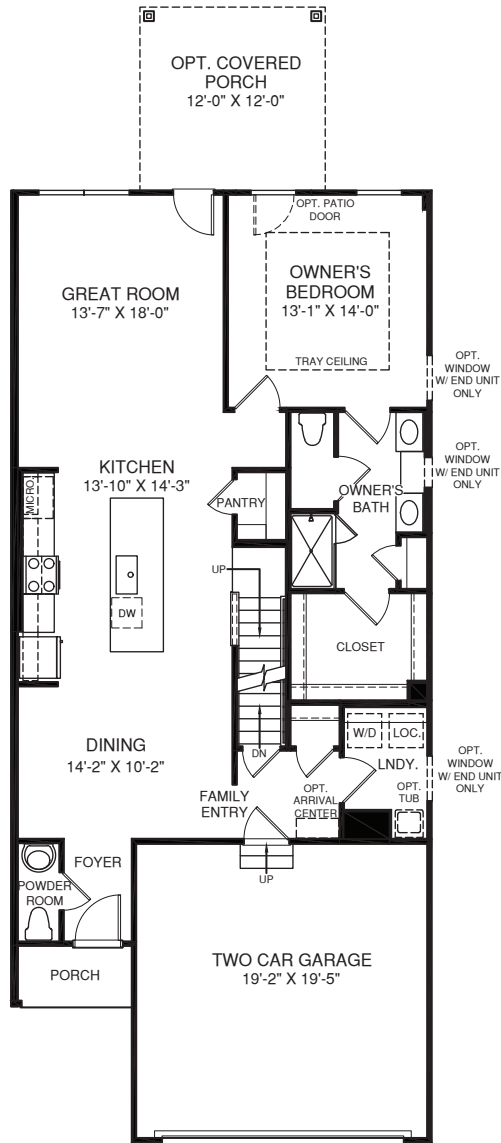 OPT. COVERED
PORCH
12'-0" X 12'-0"
OPT. PATIO
DOOR
GREAT ROOM
13'-7" X 18'-0"
OWNER'S
BEDROOM
13'-1" X 14'-0"
TRAY CEILING
OPT.
WINDOW
W/ END UNIT
ONLY
OPT.
WINDOW
W/ END UNIT
ONLY
KITCHEN
13'-10" X 14'-3"
MICRO.
PANTRY
OWNER'S
BATH
UP
DW
CLOSET
DINING
14'-2" X 10'-2"
DN
W/D
LOC.
LNDY.
OPT.
TUB
OPT.
WINDOW
W/ END UNIT
ONLY
FAMILY
ENTRY
OPT.
ARRIVAL
CENTER
FOYER
UP
POWDER
ROOM
PORCH
TWO CAR GARAGE
19'-2" X 19'-5"